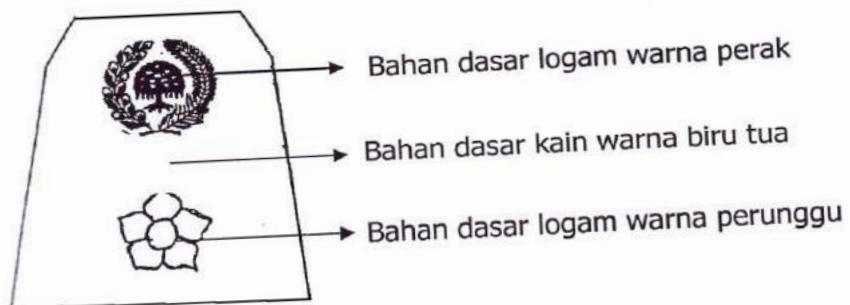 Bahan dasar logam warna perak
Bahan dasar kain warna biru tua
Bahan dasar logam warna perunggu